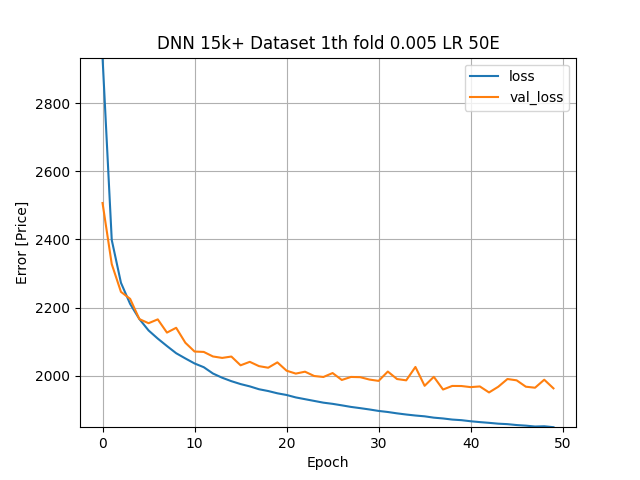 DNN 15k+ Dataset 1th fold 0.005 LR 50E
loss
val_loss
Error [Price]
2800
2600
2400
2200
2000
0 10 20 30 40 50
Epoch